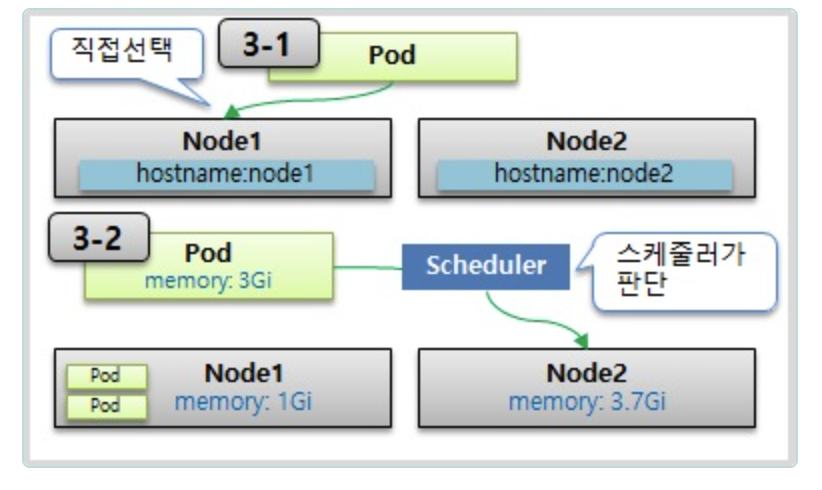 직접선택
3-1
Pod
Node1
hostname:node1
Node2
hostname:node2
3-2
Pod
memory: 3Gi
Scheduler
스케줄러가
판단
Pod
Pod
Node1
memory: 1Gi
Node2
memory: 3.7Gi